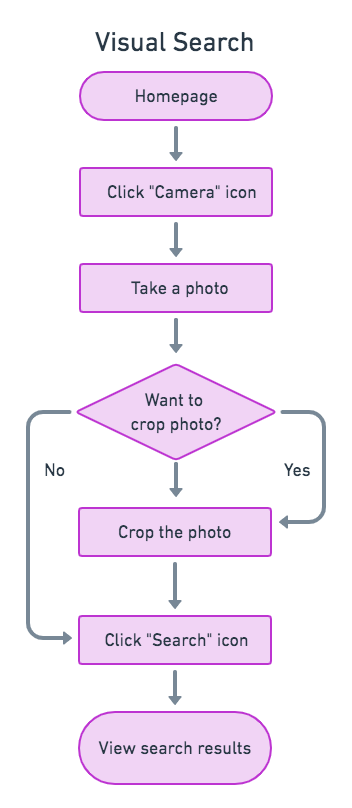 Visual Search
Homepage
Click "Camera" icon
Take a photo
Want to
crop photo?
No
Yes
Crop the photo
Click "Search" icon
View search results